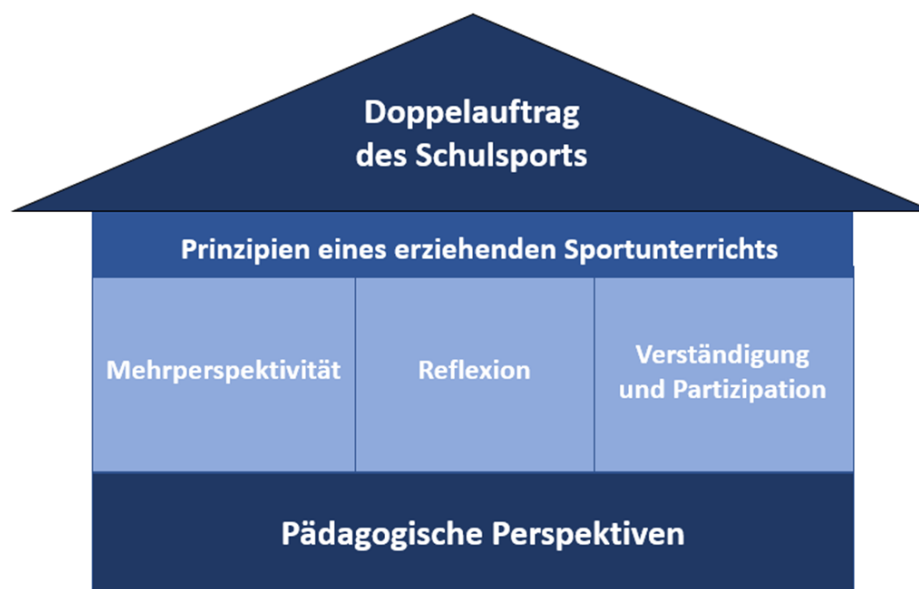 Doppelauftrag
des Schulsports
Prinzipien eines erziehenden Sportunterrichts
Mehrperspektivität
Reflexion
Verständigung
und Partizipation
Pädagogische Perspektiven